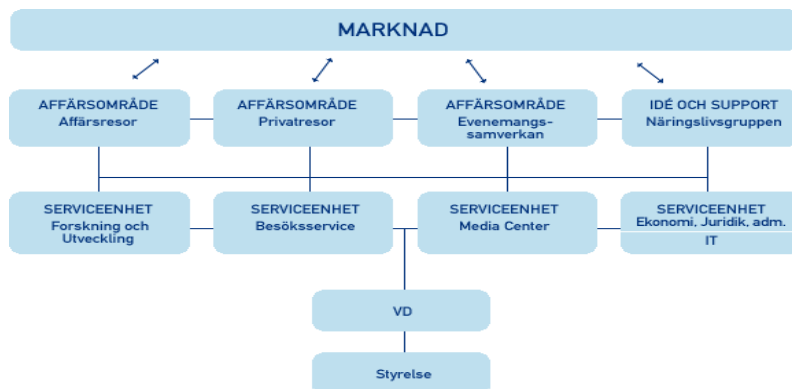 MARKNAD
AFFÄRSOMRÅDE
Affärsresor
AFFÄRSOMRÅDE
Privatresor
AFFÄRSOMRÅDE
Evenemangs-
samverkan
IDÉ OCH SUPPORT
Näringslivsgruppen
SERVICEENHET
Forskning och
Utveckling
SERVICEENHET
Besöksservice
SERVICEENHET
Media Center
SERVICEENHET
Ekonomi, Juridik, adm.
IT
VD
Styrelse